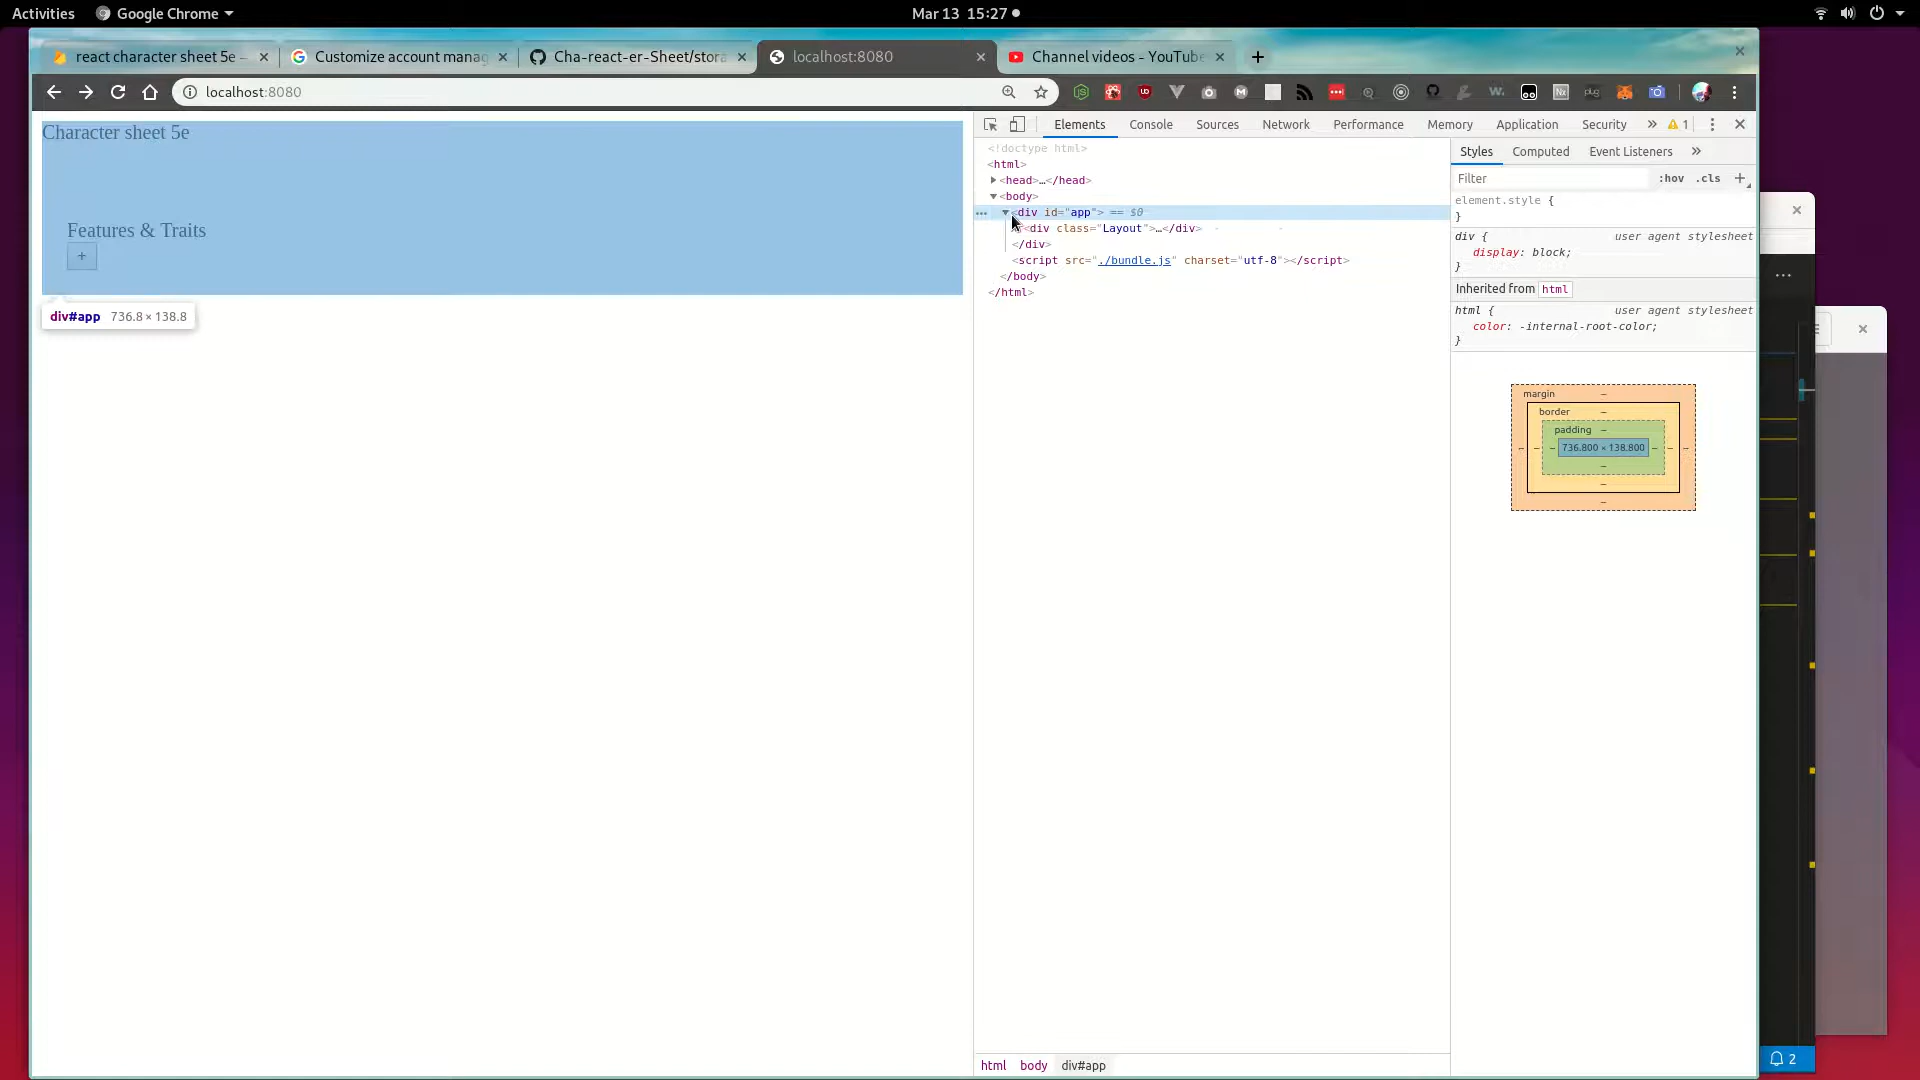 Activities Google Chrome Mar 13 15:27
react character sheet 5e –
Customize account manag
Cha-react-er-Sheet/stora
localhost:8080
Channel videos - YouTube
localhost:8080
Character sheet 5e
Features & Traits
+
div#app 736.8 × 138.8
Elements Console Sources Network Performance Memory Application Security » 1
<!doctype html>
<html>
<head>…</head>
<body>
<div id="app"> == $0
<div class="Layout">…</div>
</div>
<script src="./bundle.js" charset="utf-8"></script>
</body>
</html>
html body div#app
Styles Computed Event Listeners »
Filter :hov .cls +
element.style {
}
div { user agent stylesheet
display: block;
}
Inherited from html
html { user agent stylesheet
color: -internal-root-color;
}
margin –
border –
padding –
– – – 736.800 × 138.800 – – –
–
–
–
2